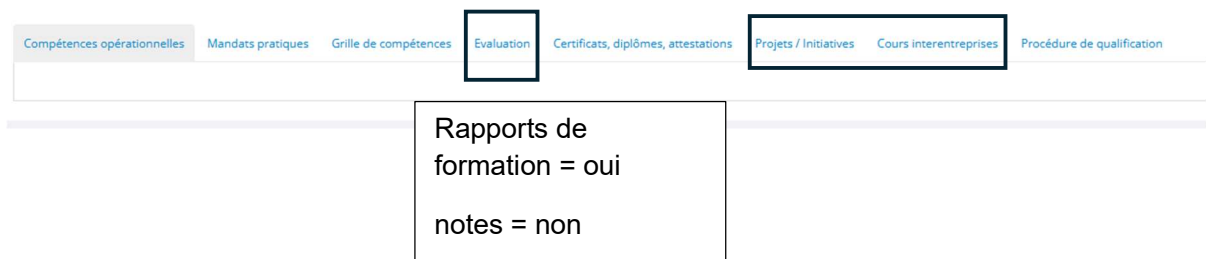 Compétences opérationnelles Mandats pratiques Grille de compétences Evaluation Certificats, diplômes, attestations Projets / Initiatives Cours interentreprises Procédure de qualification
Rapports de
formation = oui
notes = non